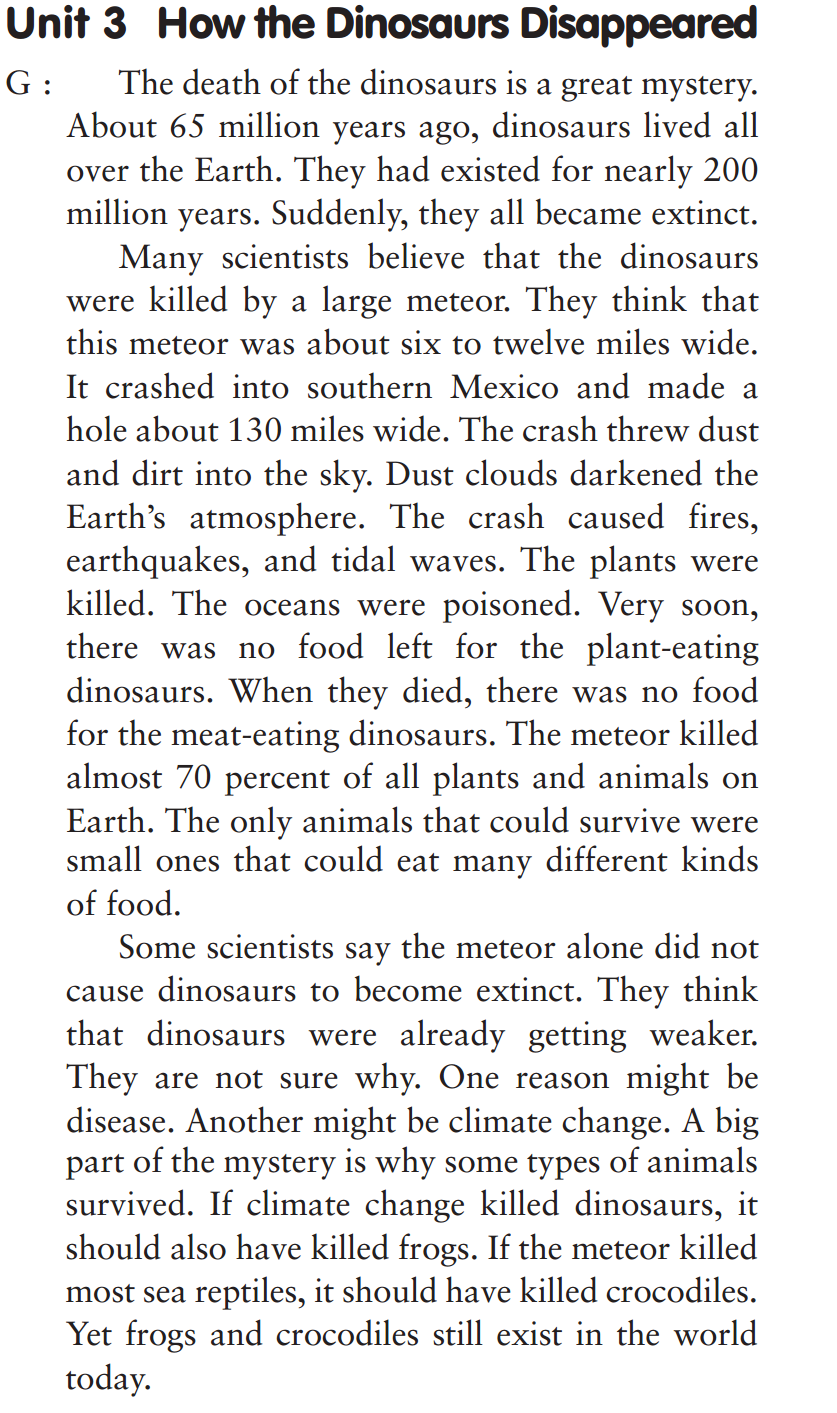 Unit 3 How the Dinosaurs Disappeared
G : The death of the dinosaurs is a great mystery.
About 65 million years ago, dinosaurs lived all
over the Earth. They had existed for nearly 200
million years. Suddenly, they all became extinct.
Many scientists believe that the dinosaurs
were killed by a large meteor. They think that
this meteor was about six to twelve miles wide.
It crashed into southern Mexico and made a
hole about 130 miles wide. The crash threw dust
and dirt into the sky. Dust clouds darkened the
Earth’s atmosphere. The crash caused fires,
earthquakes, and tidal waves. The plants were
killed. The oceans were poisoned. Very soon,
there was no food left for the plant-eating
dinosaurs. When they died, there was no food
for the meat-eating dinosaurs. The meteor killed
almost 70 percent of all plants and animals on
Earth. The only animals that could survive were
small ones that could eat many different kinds
of food.
Some scientists say the meteor alone did not
cause dinosaurs to become extinct. They think
that dinosaurs were already getting weaker.
They are not sure why. One reason might be
disease. Another might be climate change. A big
part of the mystery is why some types of animals
survived. If climate change killed dinosaurs, it
should also have killed frogs. If the meteor killed
most sea reptiles, it should have killed crocodiles.
Yet frogs and crocodiles still exist in the world
today.